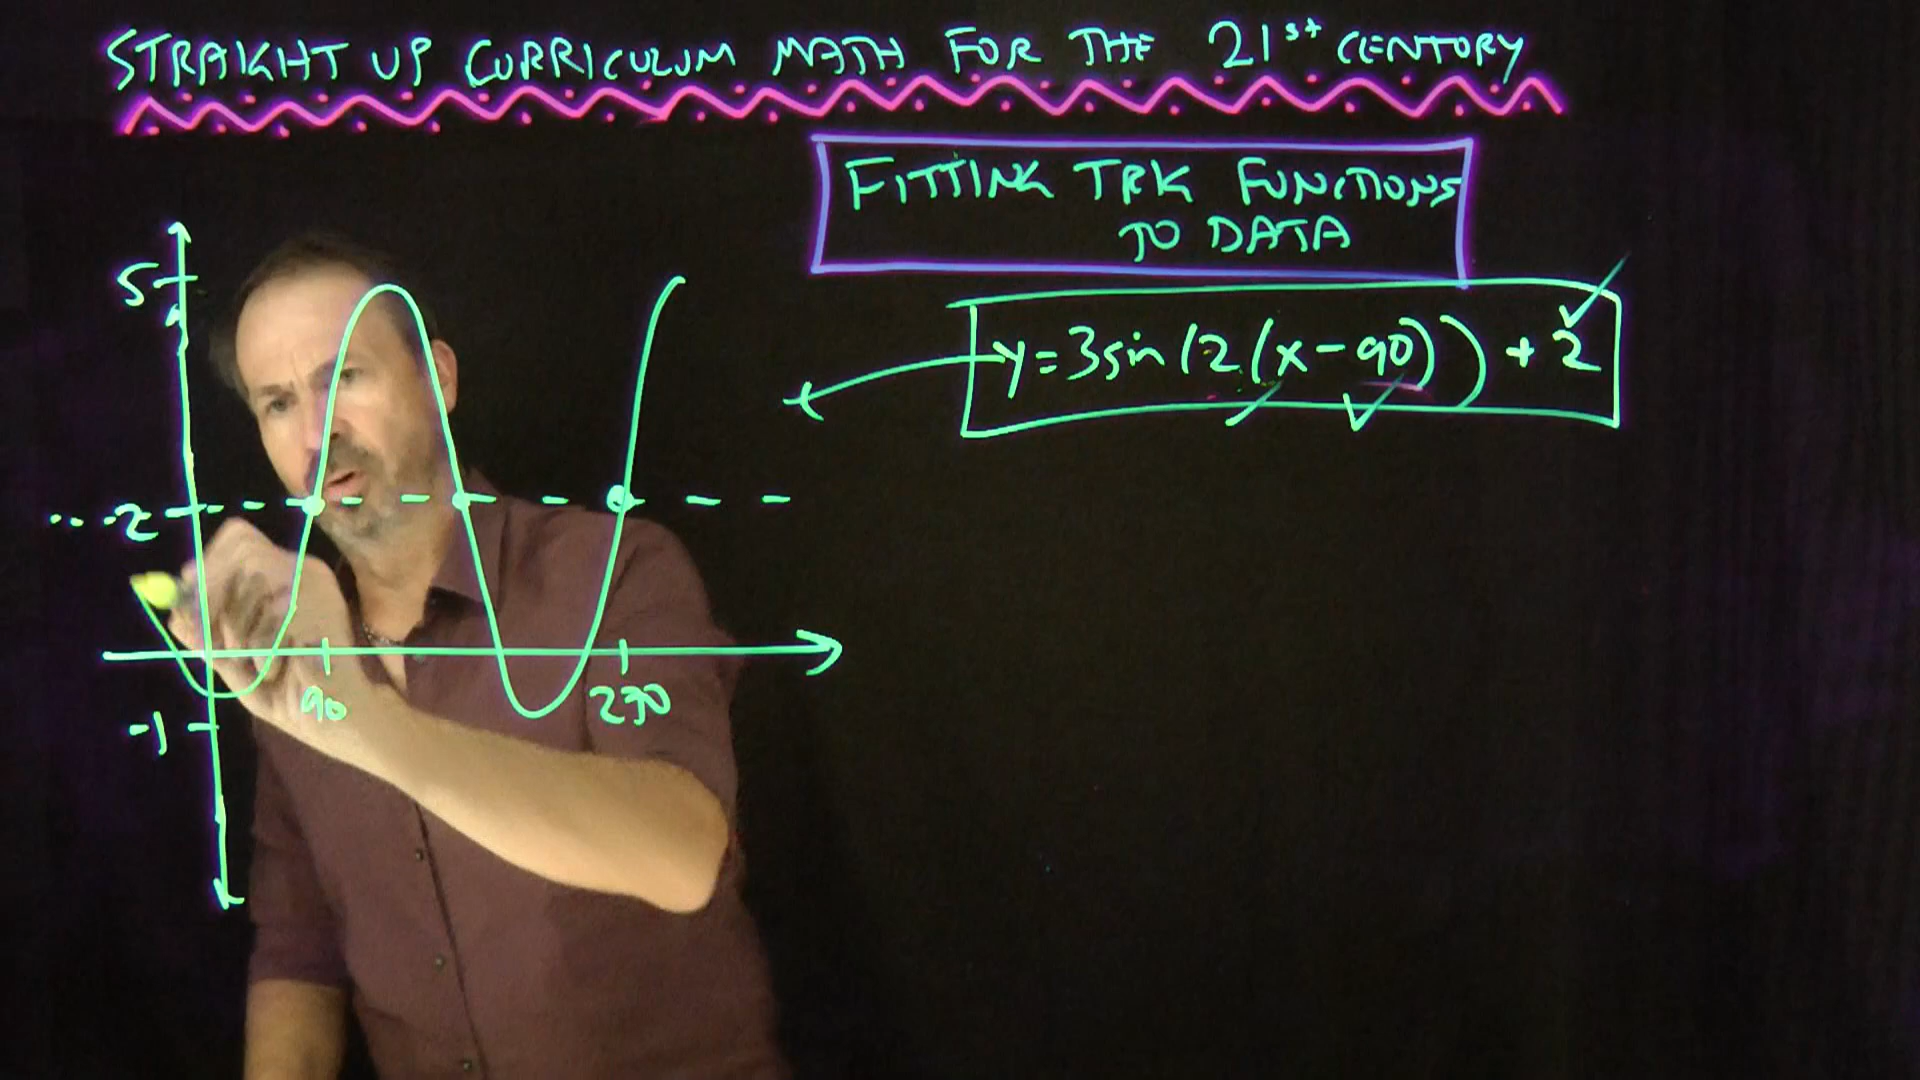 STRAIGHT UP CURRICULUM MATH FOR THE 21st CENTURY
FITTING TRIG FUNCTIONS
TO DATA
y=3sin(2(x-90))+2
5
2
90
270
-1